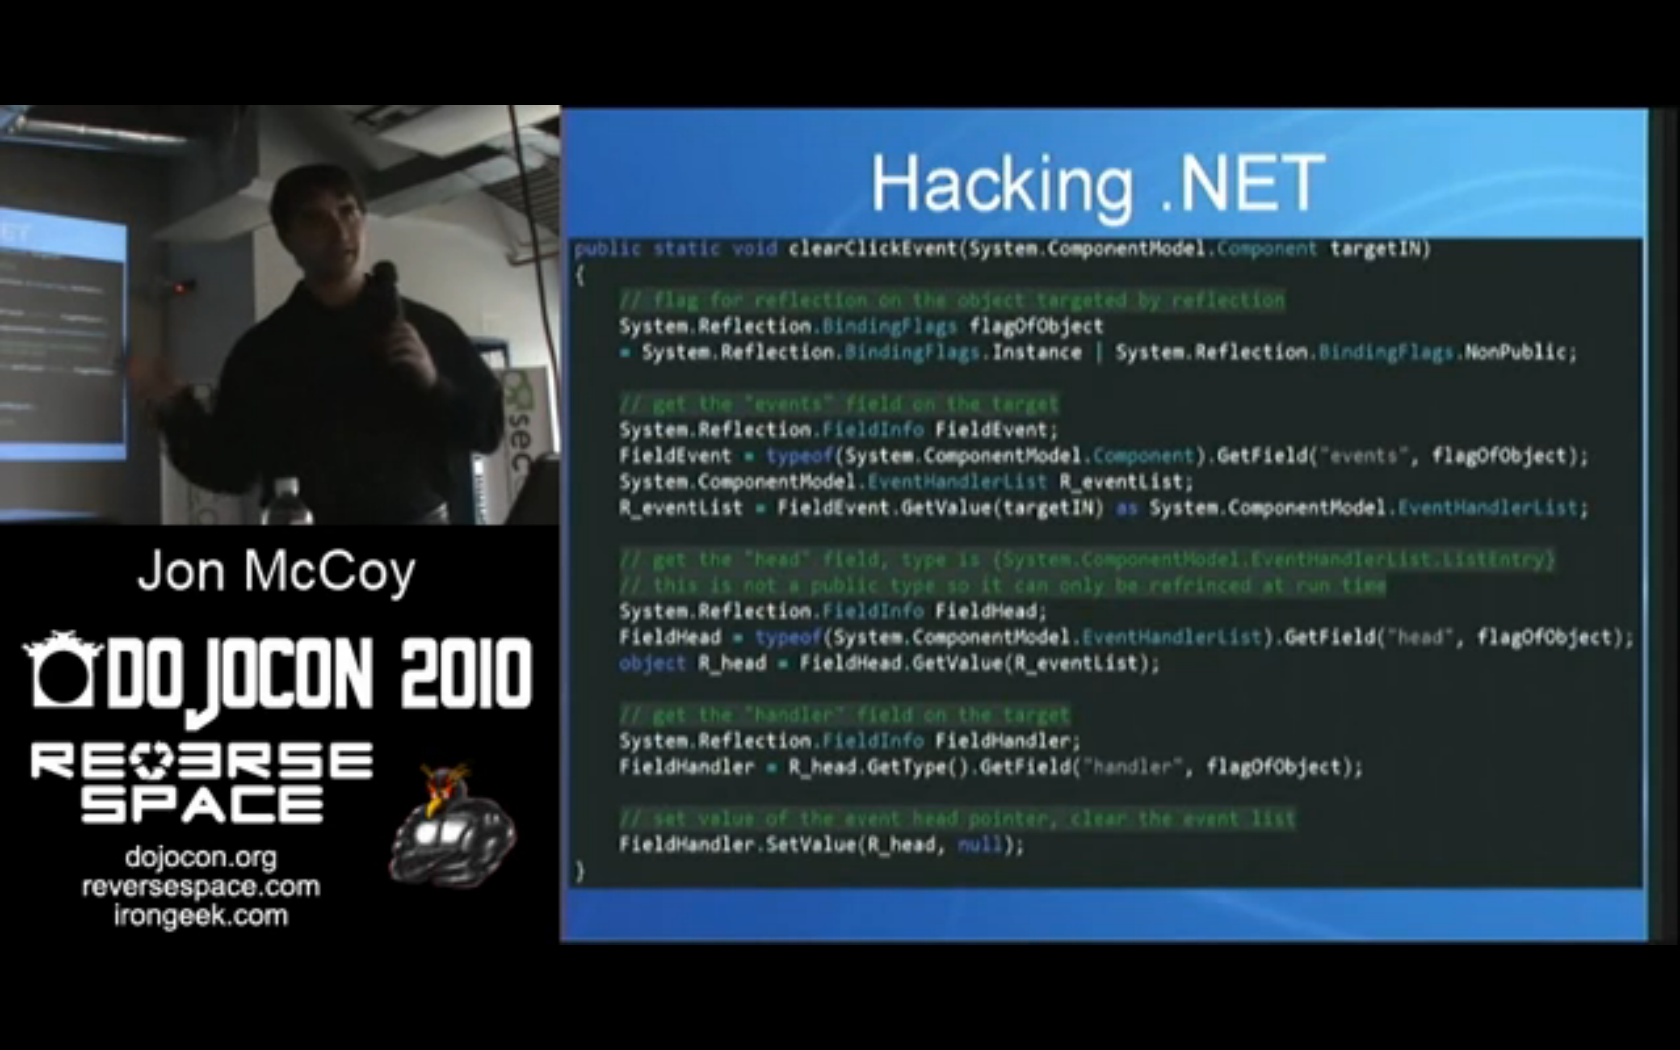 Hacking .NET
public static void clearClickEvent(System.ComponentModel.Component targetIN)
{
// flag for reflection on the object targeted by reflection
System.Reflection.BindingFlags flagOfObject
= System.Reflection.BindingFlags.Instance | System.Reflection.BindingFlags.NonPublic;
// get the "events" field on the target
System.Reflection.FieldInfo FieldEvent;
FieldEvent = typeof(System.ComponentModel.Component).GetField("events", flagOfObject);
System.ComponentModel.EventHandlerList R_eventList;
R_eventList = FieldEvent.GetValue(targetIN) as System.ComponentModel.EventHandlerList;
// get the "head" field, type is {System.ComponentModel.EventHandlerList.ListEntry}
// this is not a public type so it can only be refrinced at run time
System.Reflection.FieldInfo FieldHead;
FieldHead = typeof(System.ComponentModel.EventHandlerList).GetField("head", flagOfObject);
object R_head = FieldHead.GetValue(R_eventList);
// get the "handler" field on the target
System.Reflection.FieldInfo FieldHandler;
FieldHandler = R_head.GetType().GetField("handler", flagOfObject);
// set value of the event head pointer, clear the event list
FieldHandler.SetValue(R_head, null);
}
sec
Jon McCoy
DOJOCON 2010
REVERSE
SPACE
dojocon.org
reversespace.com
irongeek.com